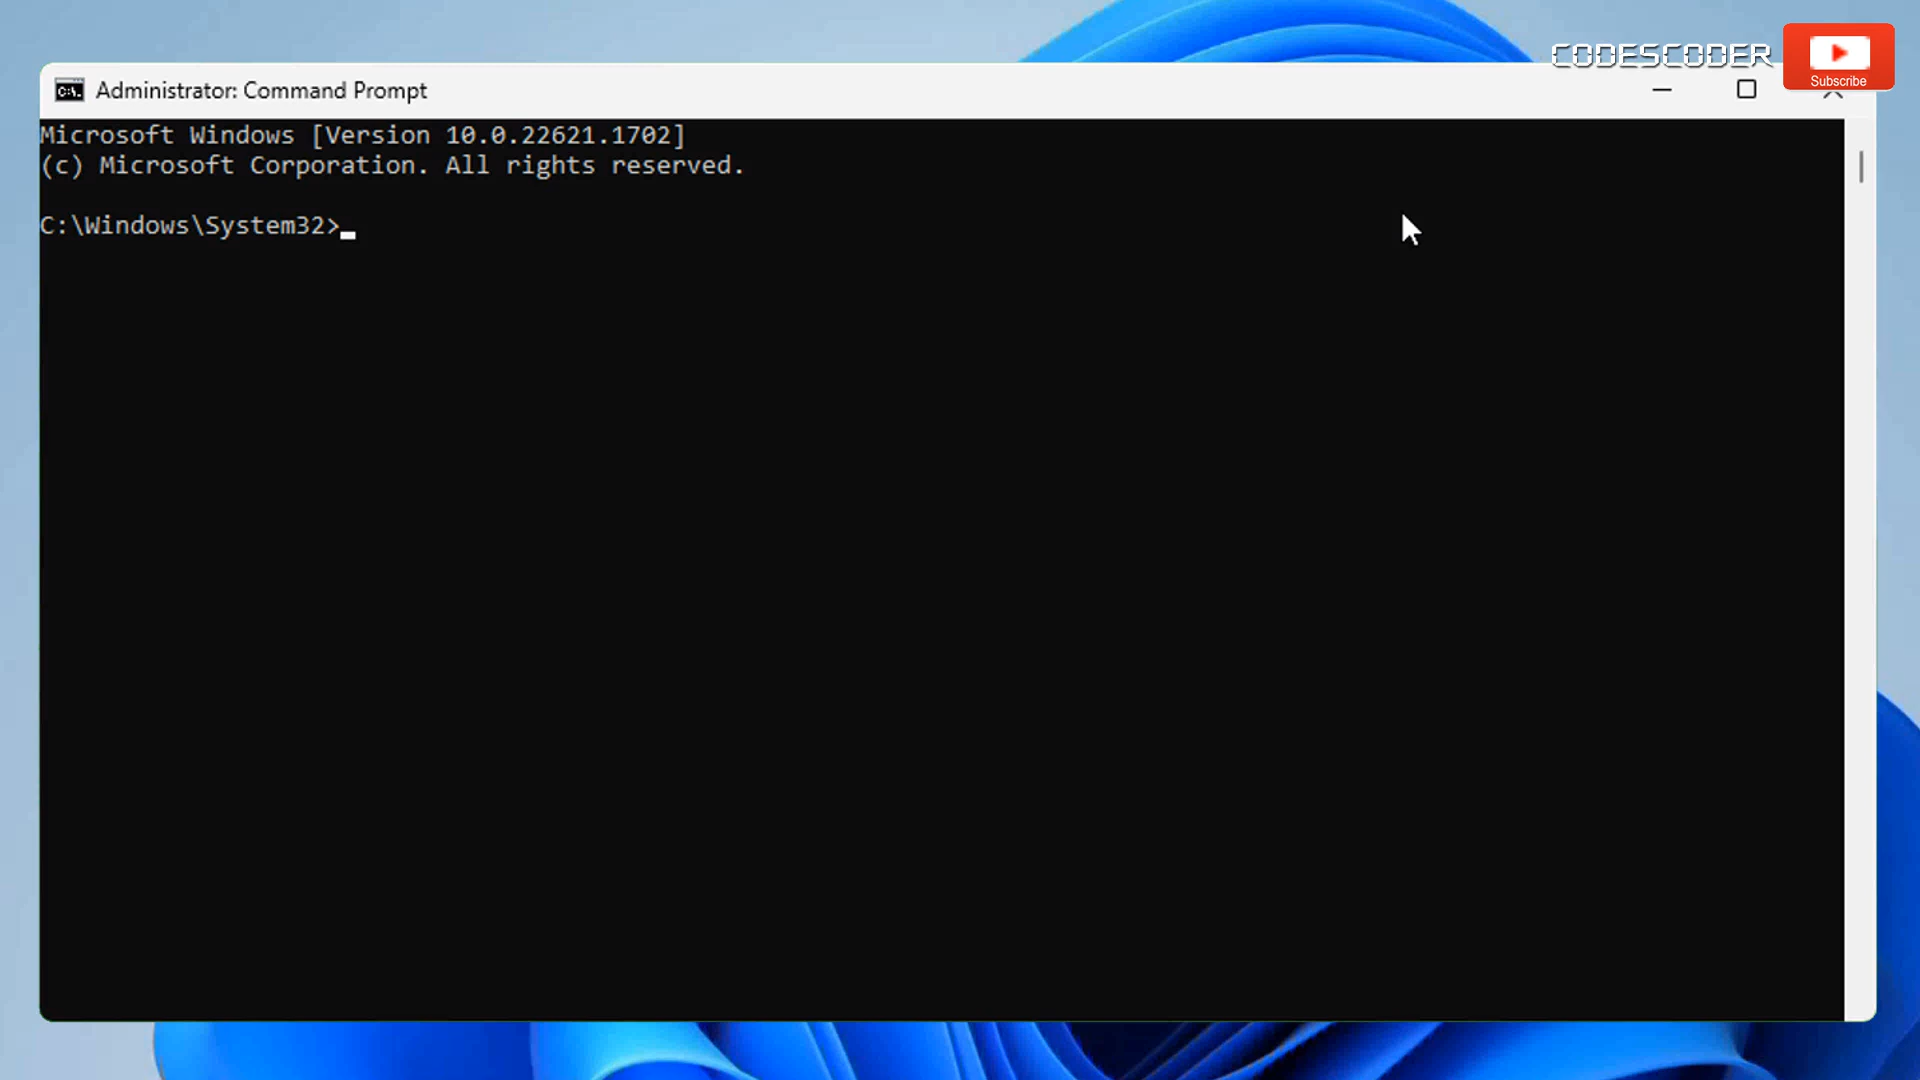 CODESCODER
Subscribe
Administrator: Command Prompt
Microsoft Windows [Version 10.0.22621.1702]
(c) Microsoft Corporation. All rights reserved.
C:\Windows\System32>